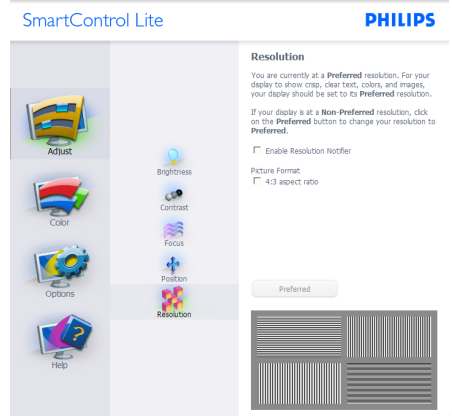 SmartControl Lite
PHILIPS
Adjust
Color
Options
Help
Brightness
Contrast
Focus
Position
Resolution
Resolution
You are currently at a Preferred resolution. For your
display to show crisp, clear text, colors, and images,
your display should be set to its Preferred resolution.
If your display is at a Non-Preferred resolution, click
on the Preferred button to change your resolution to
Preferred.
Enable Resolution Notifier
Picture Format
4:3 aspect ratio
Preferred